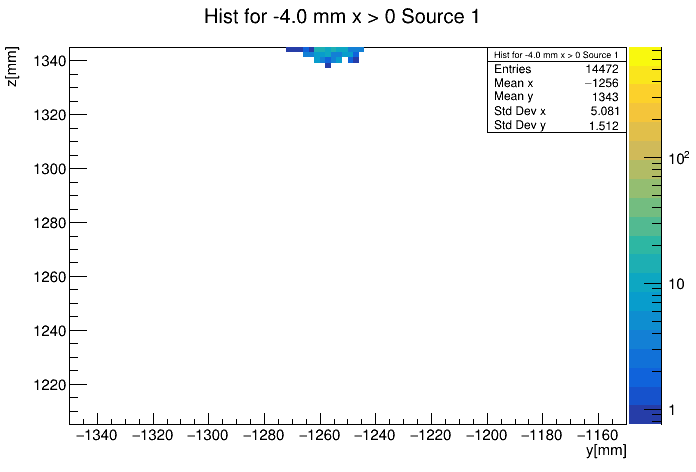 Hist for -4.0 mm x > 0 Source 1
z[mm]
1340
1320
1300
1280
1260
1240
1220
Hist for -4.0 mm x > 0 Source 1
Entries 14472
Mean x −1256
Mean y 1343
Std Dev x 5.081
Std Dev y 1.512
10²
10
1
−1340 −1320 −1300 −1280 −1260 −1240 −1220 −1200 −1180 −1160
y[mm]